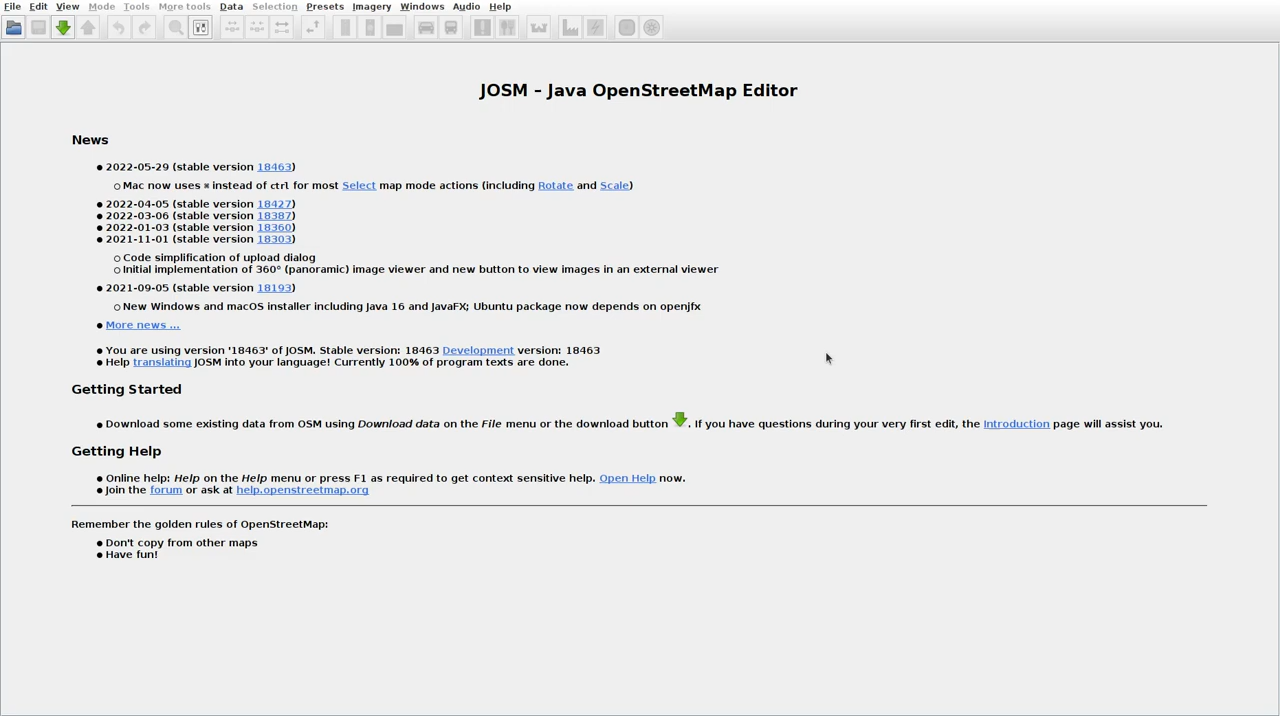 File Edit View Mode Tools More tools Data Selection Presets Imagery Windows Audio Help
JOSM – Java OpenStreetMap Editor
News
2022-05-29 (stable version 18463)
Mac now uses ⌘ instead of ctrl for most Select map mode actions (including Rotate and Scale)
2022-04-05 (stable version 18427)
2022-03-06 (stable version 18387)
2022-01-03 (stable version 18360)
2021-11-01 (stable version 18303)
Code simplification of upload dialog
Initial implementation of 360° (panoramic) image viewer and new button to view images in an external viewer
2021-09-05 (stable version 18193)
New Windows and macOS installer including Java 16 and JavaFX; Ubuntu package now depends on openjfx
More news ...
You are using version '18463' of JOSM. Stable version: 18463 Development version: 18463
Help translating JOSM into your language! Currently 100% of program texts are done.
Getting Started
Download some existing data from OSM using Download data on the File menu or the download button . If you have questions during your very first edit, the Introduction page will assist you.
Getting Help
Online help: Help on the Help menu or press F1 as required to get context sensitive help. Open Help now.
Join the forum or ask at help.openstreetmap.org
Remember the golden rules of OpenStreetMap:
Don't copy from other maps
Have fun!